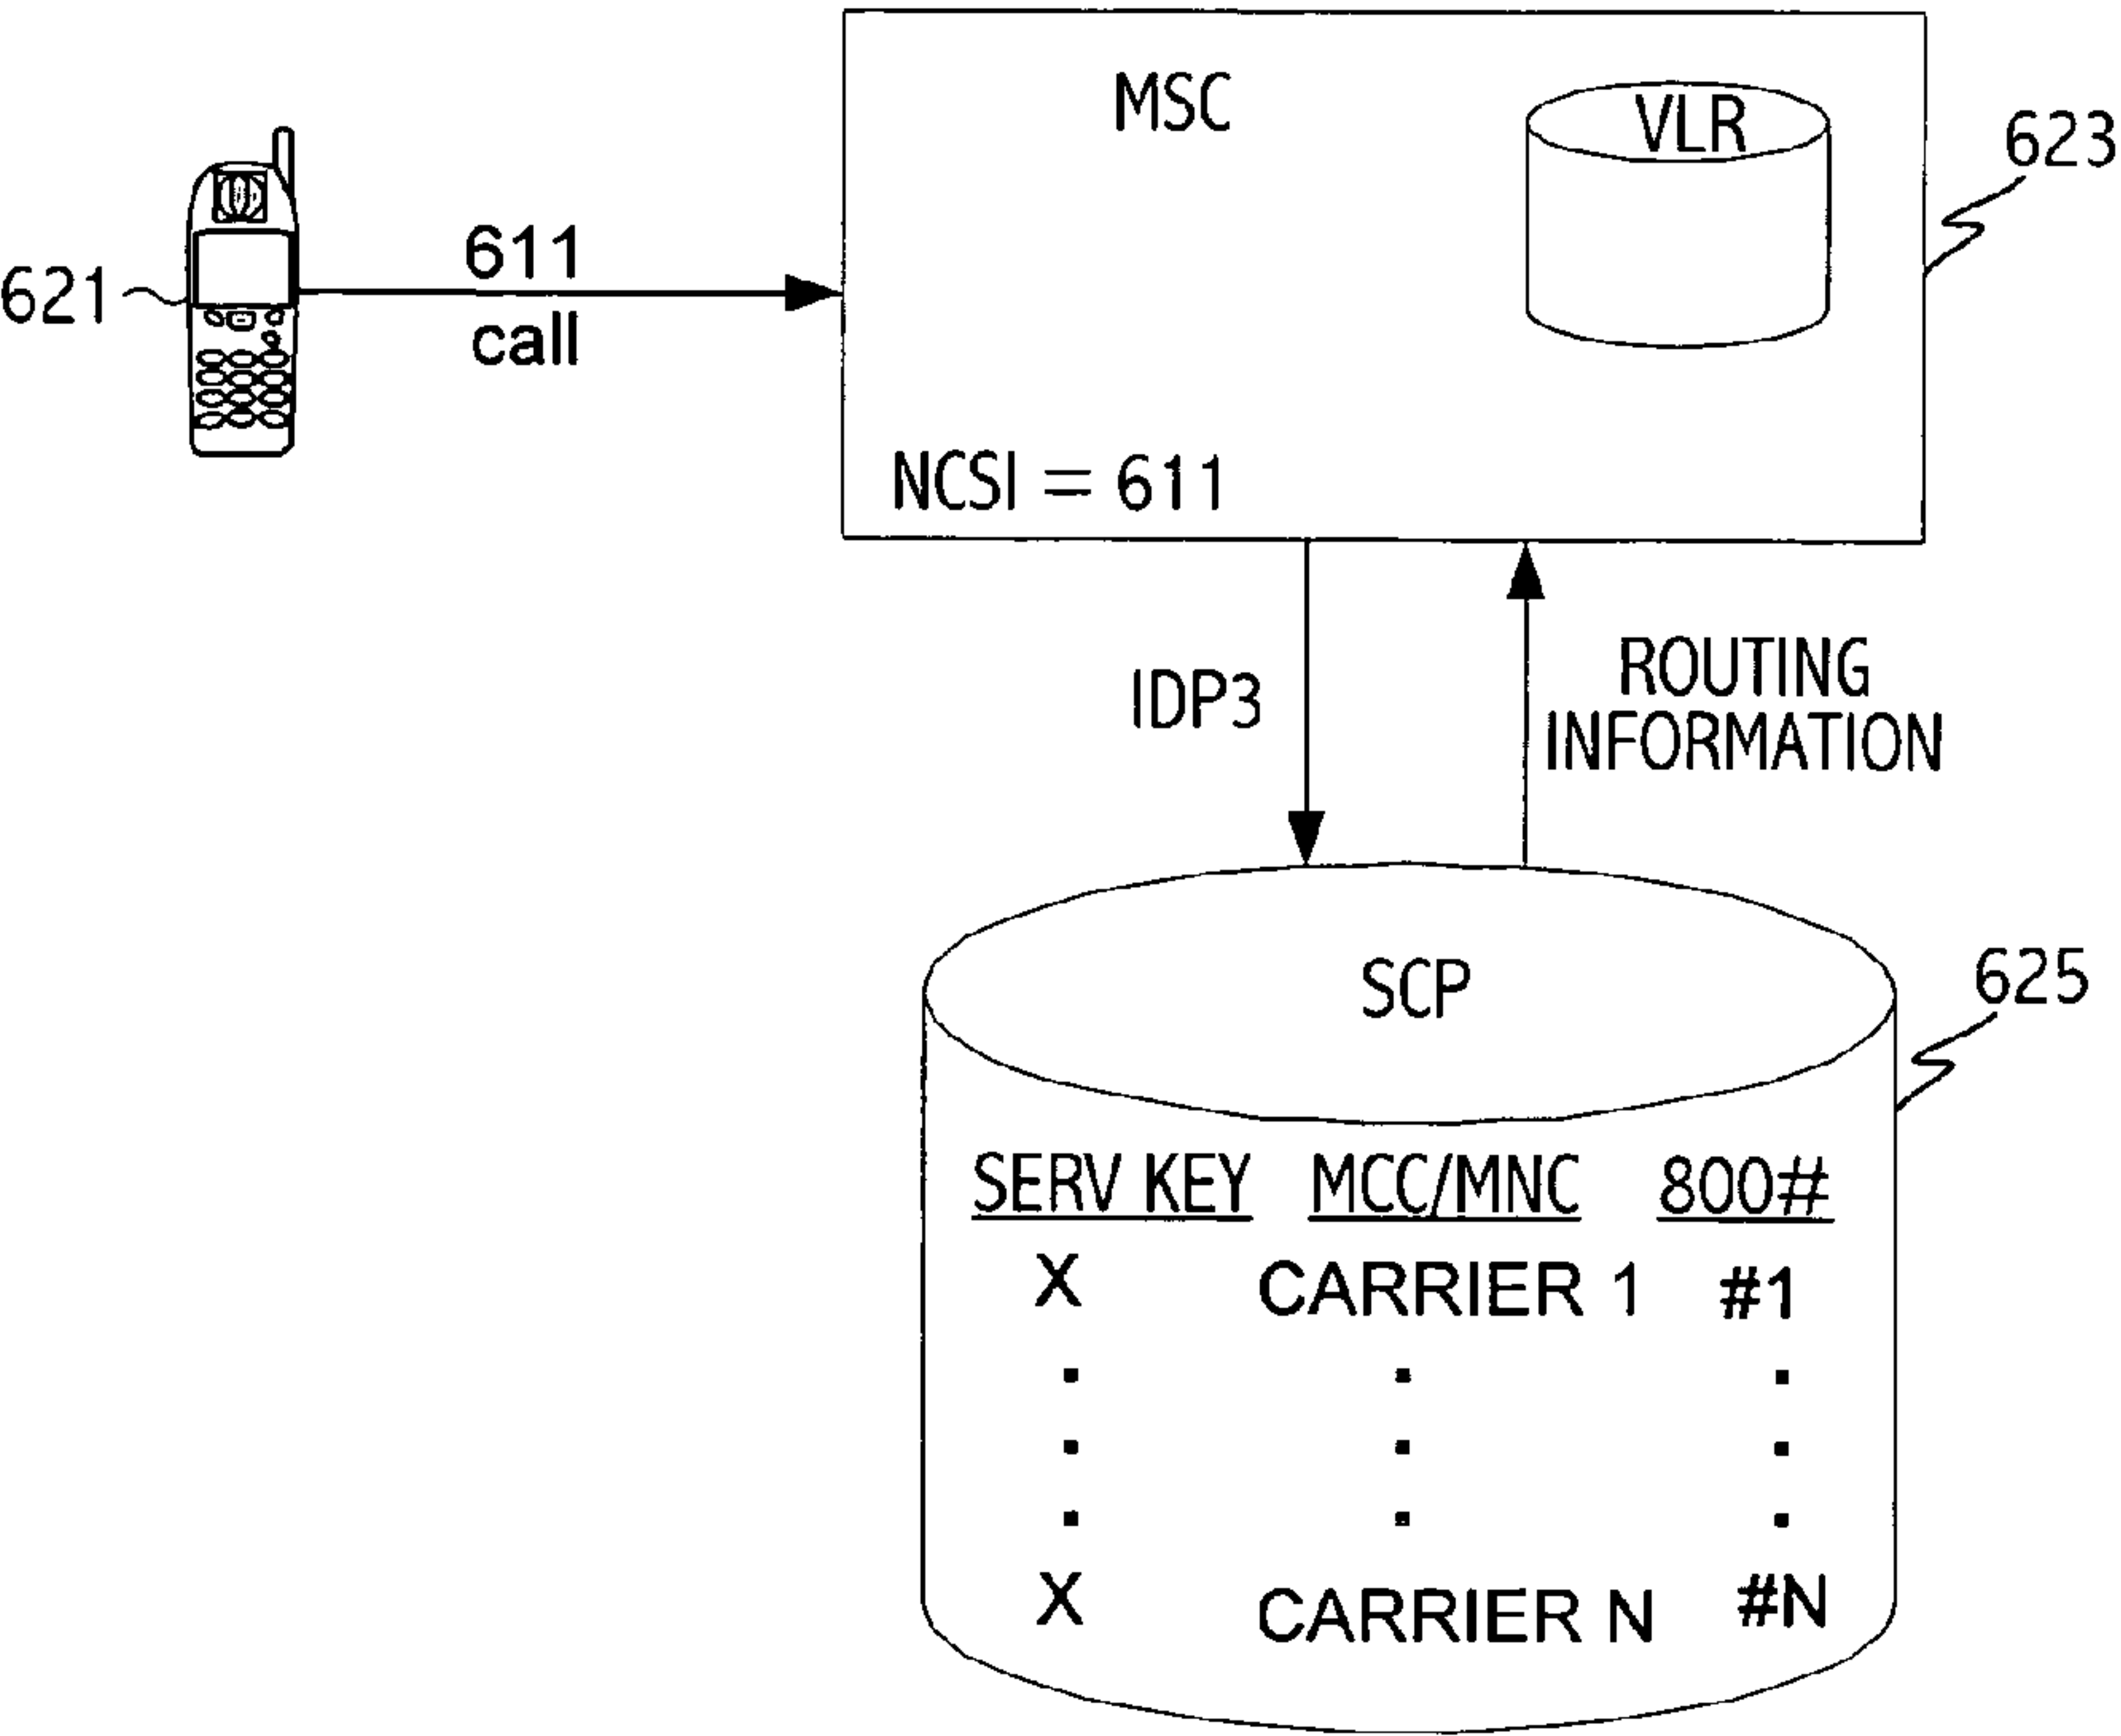 MSC
VLR
623
611
call
621
NCSI = 611
IDP3
ROUTING
INFORMATION
SCP
625
SERV KEY MCC/MNC 800#
X CARRIER 1 #1
. . .
. . .
. . .
X CARRIER N #N